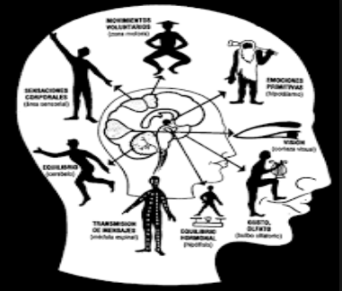 MOVIMIENTOS
VOLUNTARIOS
(zona motora)
SENSACIONES
CORPORALES
(área sensorial)
EMOCIONES
PRIMITIVAS
(hipotálamo)
VISIÓN
(corteza visual)
EQUILIBRIO
(cerebelo)
GUSTO,
OLFATO
(bulbo olfatorio)
TRANSMISION
DE MENSAJES
(médula espinal)
EQUILIBRIO
HORMONAL
(hipófisis)